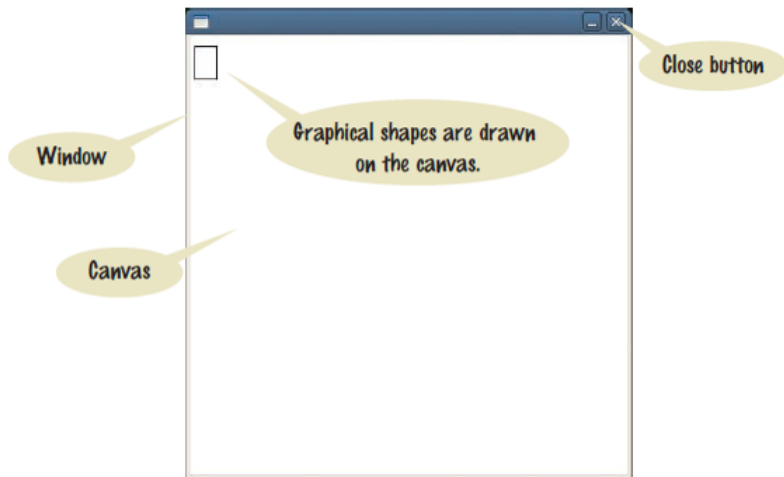 Close button
Graphical shapes are drawn
on the canvas.
Window
Canvas